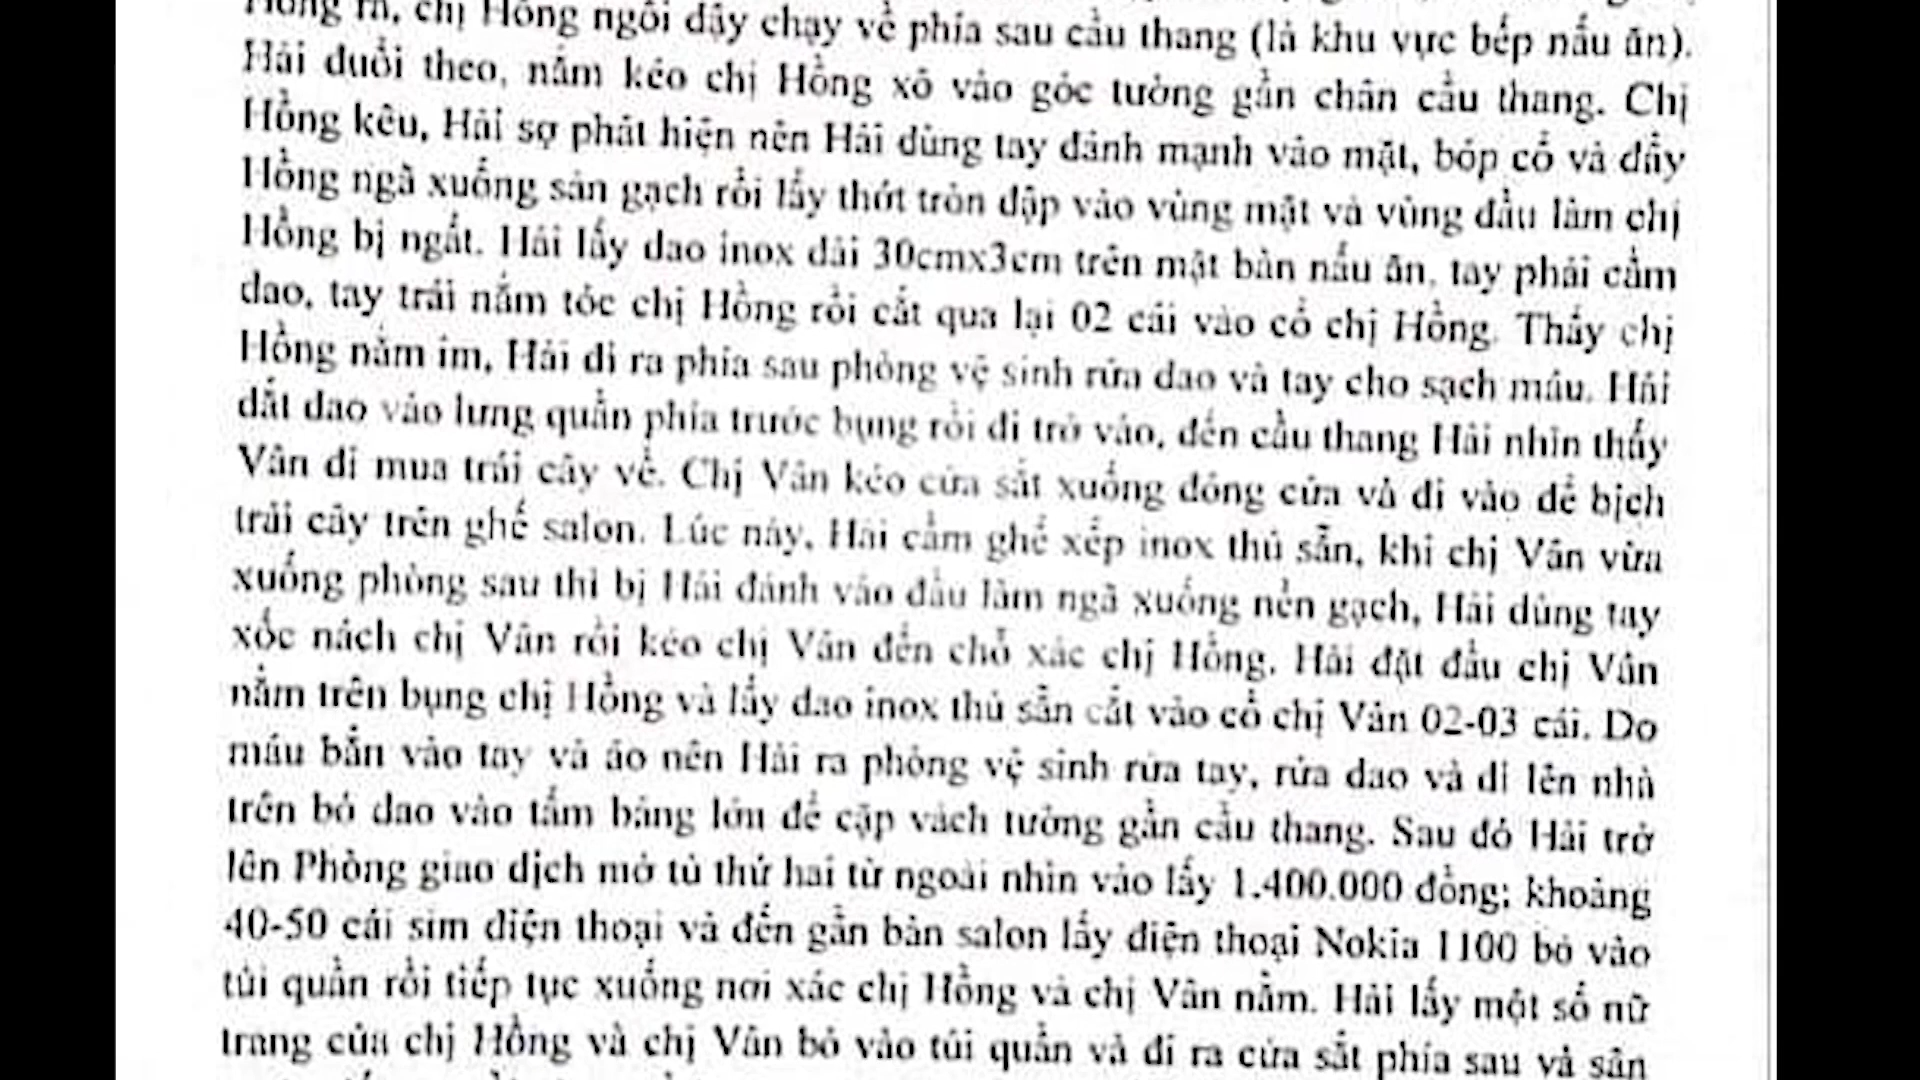 Hồng ra, chị Hồng ngồi dậy chạy về phía sau cầu thang (là khu vực bếp nấu ăn).
Hải đuổi theo, nắm kéo chị Hồng xô vào góc tường gần chân cầu thang. Chị
Hồng kêu, Hải sợ phát hiện nên Hải dùng tay đánh mạnh vào mặt, bóp cổ và đẩy
Hồng ngã xuống sàn gạch rồi lấy thớt tròn đập vào vùng mặt và vùng đầu làm chị
Hồng bị ngất. Hải lấy dao inox dài 30cmx3cm trên mặt bàn nấu ăn, tay phải cầm
dao, tay trái nắm tóc chị Hồng rồi cắt qua lại 02 cái vào cổ chị Hồng. Thấy chị
Hồng nằm im, Hải đi ra phía sau phòng vệ sinh rửa dao và tay cho sạch máu. Hải
dắt dao vào lưng quần phía trước bụng rồi đi trở vào, đến cầu thang Hải nhìn thấy
Vân đi mua trái cây về. Chị Vân kéo cửa sắt xuống đóng cửa và đi vào để bịch
trái cây trên ghế salon. Lúc này, Hải cầm ghế xếp inox thủ sẵn, khi chị Vân vừa
xuống phòng sau thì bị Hải đánh vào đầu làm ngã xuống nền gạch, Hải dùng tay
xốc nách chị Vân rồi kéo chị Vân đến chỗ xác chị Hồng. Hải đặt đầu chị Vân
nằm trên bụng chị Hồng và lấy dao inox thủ sẵn cắt vào cổ chị Vân 02-03 cái. Do
máu bắn vào tay và áo nên Hải ra phòng vệ sinh rửa tay, rửa dao và đi lên nhà
trên bỏ dao vào tấm bảng lớn để cặp vách tường gần cầu thang. Sau đó Hải trở
lên Phòng giao dịch mở tủ thứ hai từ ngoài nhìn vào lấy 1.400.000 đồng; khoảng
40-50 cái sim điện thoại và đến gần bàn salon lấy điện thoại Nokia 1100 bỏ vào
túi quần rồi tiếp tục xuống nơi xác chị Hồng và chị Vân nằm. Hải lấy một số nữ
trang của chị Hồng và chị Vân bỏ vào túi quần và đi ra cửa sắt phía sau và sân